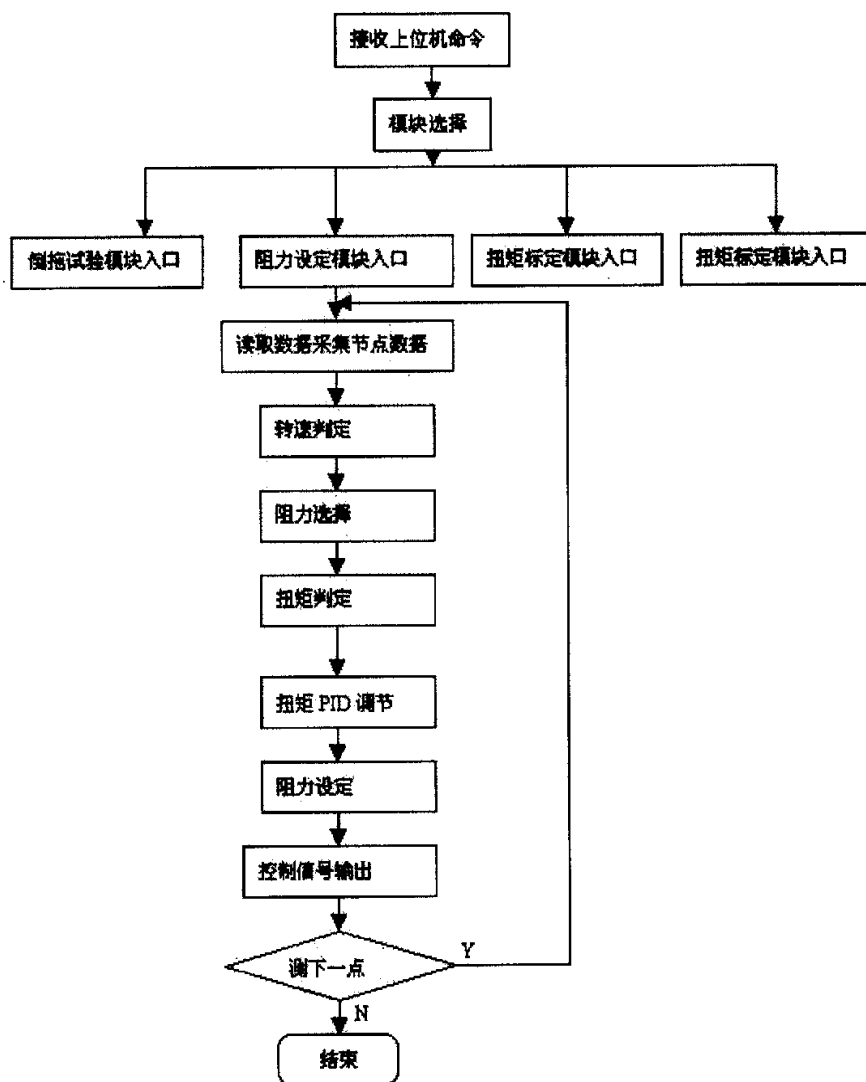 接收上位机命令
模块选择
倒拖试验模块入口
阻力设定模块入口
扭矩标定模块入口
扭矩标定模块入口
读取数据采集节点数据
转速判定
阻力选择
扭矩判定
扭矩 PID 调节
阻力设定
控制信号输出
测下一点
Y
N
结束